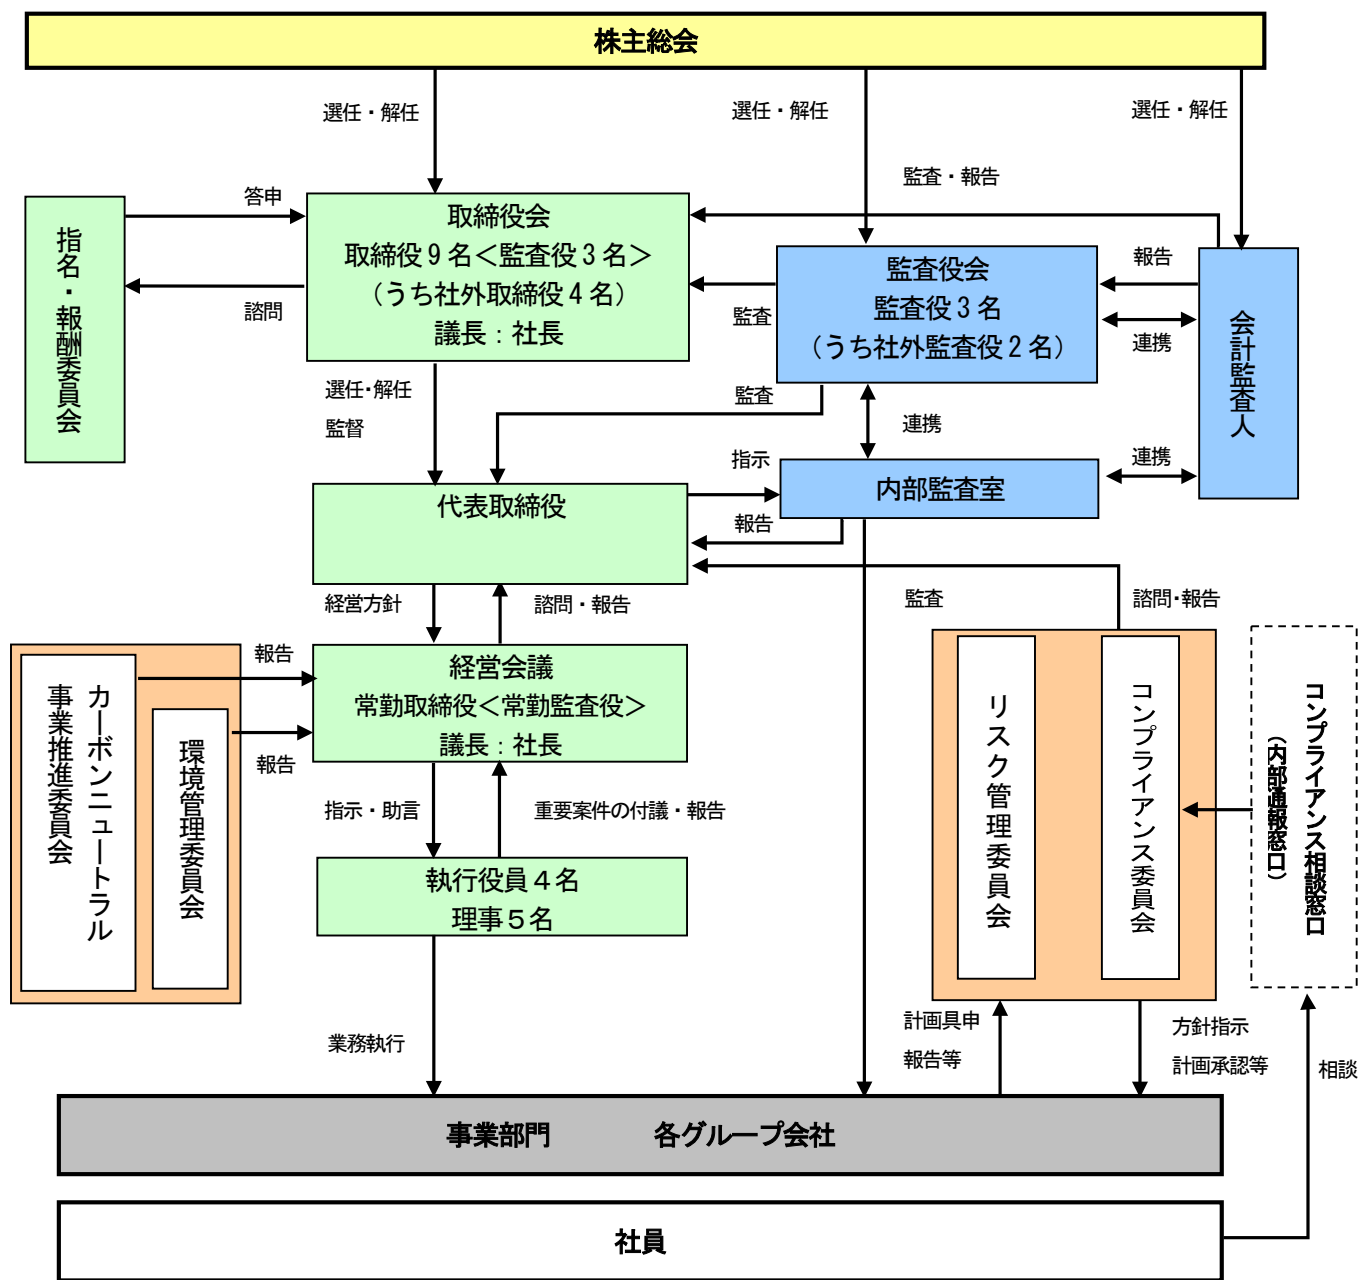 株主総会
選任・解任
選任・解任
選任・解任
監査・報告
答申
諮問
指名・報酬委員会
取締役会
取締役９名＜監査役３名＞
（うち社外取締役４名）
議長：社長
監査
監査役会
監査役３名
（うち社外監査役２名）
報告
連携
会計監査人
選任・解任
監督
監査
連携
指示
連携
代表取締役
内部監査室
報告
経営方針
諮問・報告
監査
諮問・報告
報告
報告
カーボンニュートラル
事業推進委員会
環境管理委員会
経営会議
常勤取締役＜常勤監査役＞
議長：社長
リスク管理委員会
コンプライアンス委員会
コンプライアンス相談窓口
（内部通報窓口）
指示・助言
重要案件の付議・報告
執行役員４名
理事５名
業務執行
計画具申
報告等
方針指示
計画承認等
相談
事業部門 各グループ会社
社員